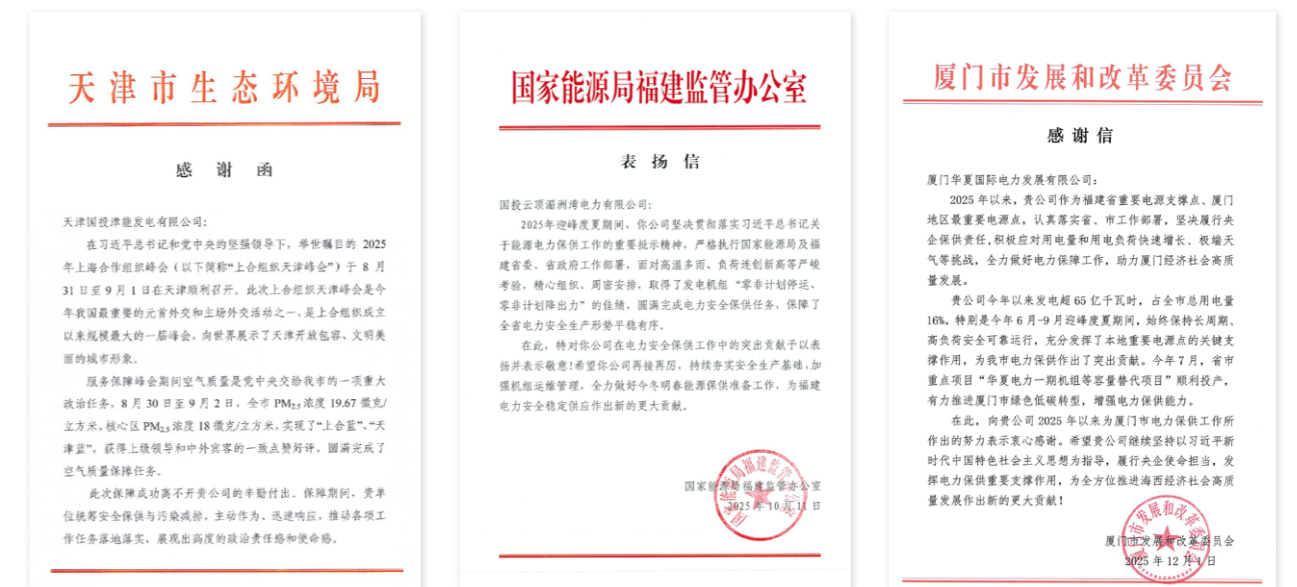 天津市生态环境局
感谢函
天津国投津能发电有限公司：
在习近平总书记和党中央的坚强领导下，举世瞩目的 2025
年上海合作组织峰会（以下简称“上合组织天津峰会”）于 8 月
31 日至 9 月 1 日在天津顺利召开。此次上合组织天津峰会是今
年我国最重要的元首外交和主场外交活动之一，是上合组织成立
以来规模最大的一届峰会，向世界展示了天津开放包容、文明美
丽的城市形象。
服务保障峰会期间空气质量是党中央交给我市的一项重大
政治任务，8 月 30 日至 9 月 2 日，全市 PM2.5 浓度 19.67 微克/
立方米，核心区 PM2.5 浓度 18 微克/立方米，实现了“上合蓝”、“天
津蓝”，获得上级领导和中外宾客的一致点赞好评，圆满完成了
空气质量保障任务。
此次保障成功离不开贵公司的辛勤付出。保障期间，贵单
位统筹安全保供与污染减排，主动作为、迅速响应，推动各项工
作任务落地落实，展现出高度的政治责任感和使命感。
国家能源局福建监管办公室
表扬信
国投云顶湄洲湾电力有限公司：
2025年迎峰度夏期间，你公司坚决贯彻落实习近平总书记关
于能源电力保供工作的重要批示精神，严格执行国家能源局及福
建省委、省政府工作部署，面对高温多雨、负荷连创新高等严峻
考验，精心组织、周密安排，取得了发电机组“零非计划停运、
零非计划降出力”的佳绩，圆满完成电力安全保供任务，保障了
全省电力安全生产形势平稳有序。
在此，特对你公司在电力安全保供工作中的突出贡献予以表
扬并表示敬意！希望你公司再接再厉，持续夯实安全生产基础，加
强机组运维管理，全力做好今冬明春能源保供准备工作，为福建
电力安全稳定供应作出新的更大贡献。
国家能源局福建监管办公室
2025 年 10 月 11 日
厦门市发展和改革委员会
感谢信
厦门华夏国际电力发展有限公司：
2025 年以来，贵公司作为福建省重要电源支撑点、厦门
地区最重要电源点，认真落实省、市工作部署，坚决履行央
企保供责任，积极应对用电量和用电负荷快速增长、极端天
气等挑战，全力做好电力保障工作，助力厦门经济社会高质
量发展。
贵公司今年以来发电超 65 亿千瓦时，占全市总用电量
16%，特别是今年 6 月-9 月迎峰度夏期间，始终保持长周期、
高负荷安全可靠运行，充分发挥了本地重要电源点的关键支
撑作用，为我市电力保供作出了突出贡献。今年 7 月，省市
重点项目“华夏电力一期机组等容量替代项目”顺利投产，
有力推进厦门市绿色低碳转型，增强电力保供能力。
在此，向贵公司 2025 年以来为厦门市电力保供工作所
作出的努力表示衷心感谢。希望贵公司继续坚持以习近平新
时代中国特色社会主义思想为指导，履行央企使命担当，发
挥电力保供重要支撑作用，为全方位推进海西经济社会高质
量发展作出新的更大贡献！
厦门市发展和改革委员会
2025 年 12 月 1 日